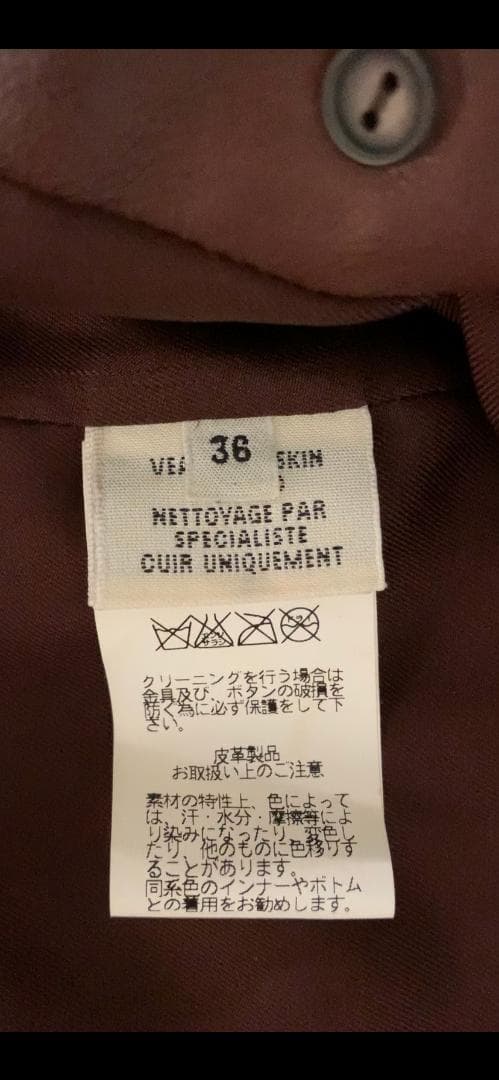 36
SKIN
NETTOYAGE PAR
SPECIALISTE
CUIR UNIQUEMENT
クリーニングを行う場合は
金具及び、ボタンの破損を
防ぐ為に必ず保護をして下
さい。
皮革製品
お取扱い上のご注意
素材の特性上、色によって
は、汗・水分・摩擦等によ
り染みになったり、変色し
たり、他のものに色移りす
ることがあります。
同系色のインナーやボトム
との着用をお勧めします。